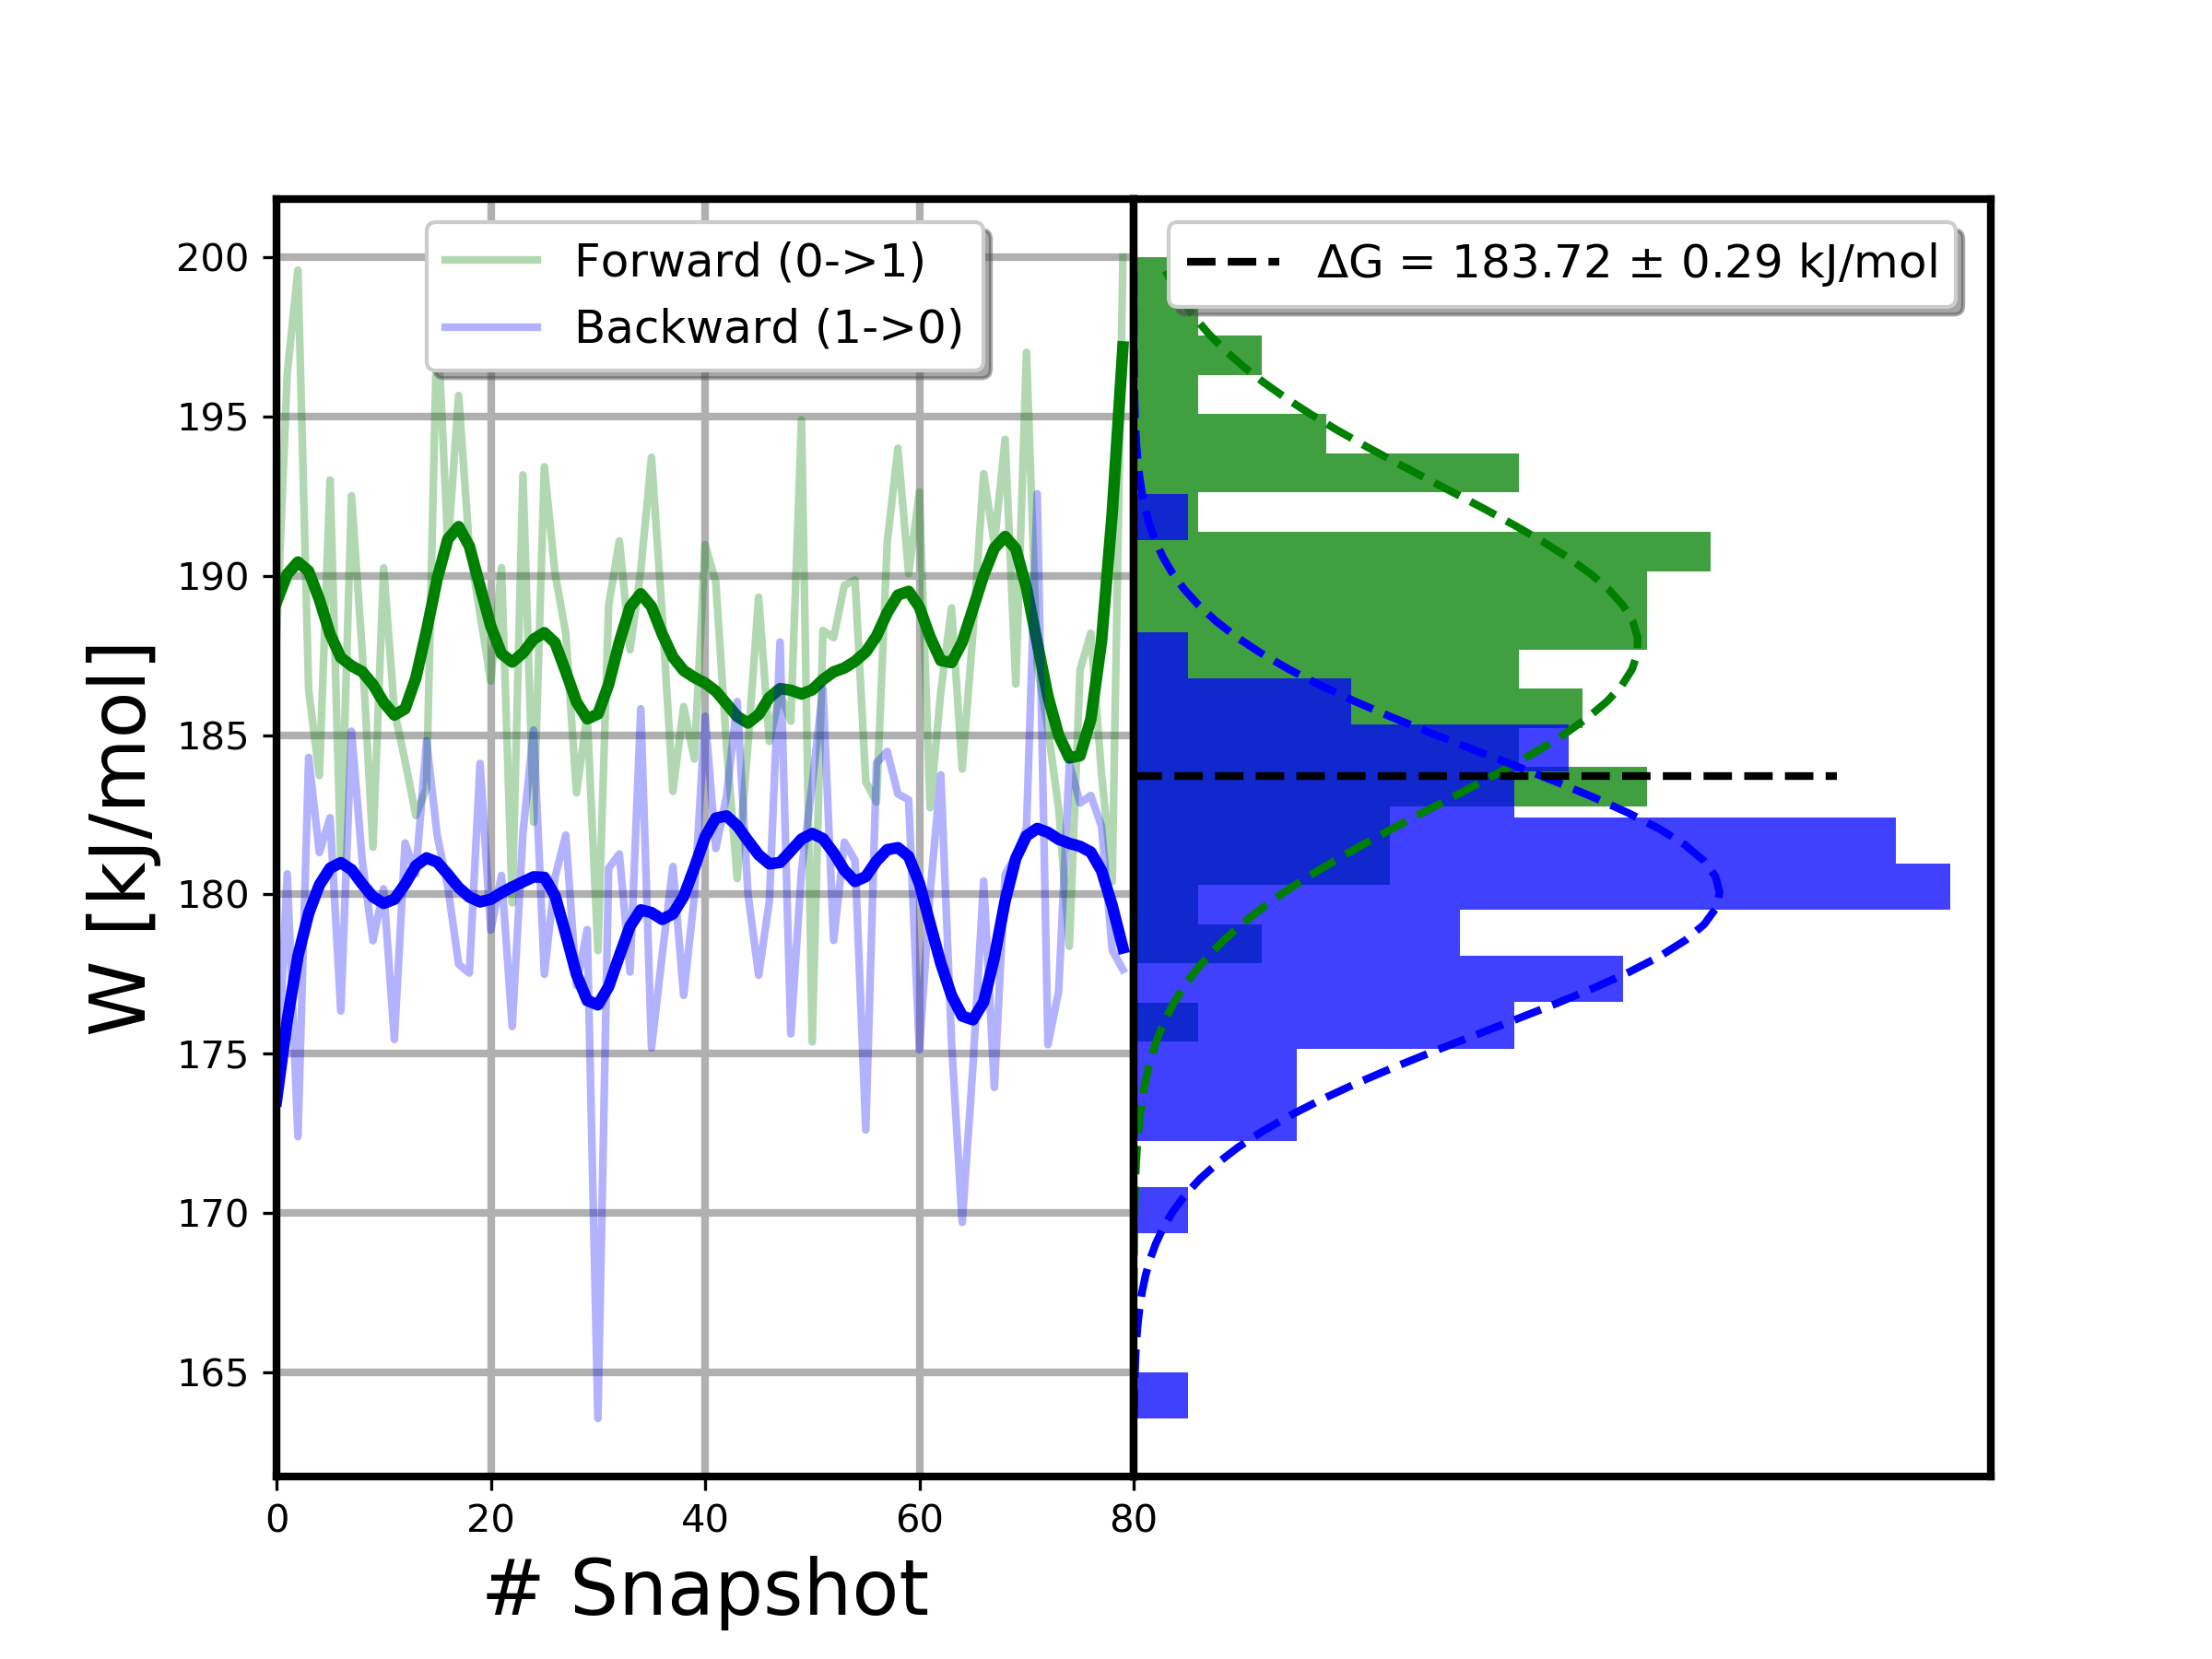 Forward (0->1)
Backward (1->0)
ΔG = 183.72 ± 0.29 kJ/mol
W [kJ/mol]
200
195
190
185
180
175
170
165
0 20 40 60 80
# Snapshot